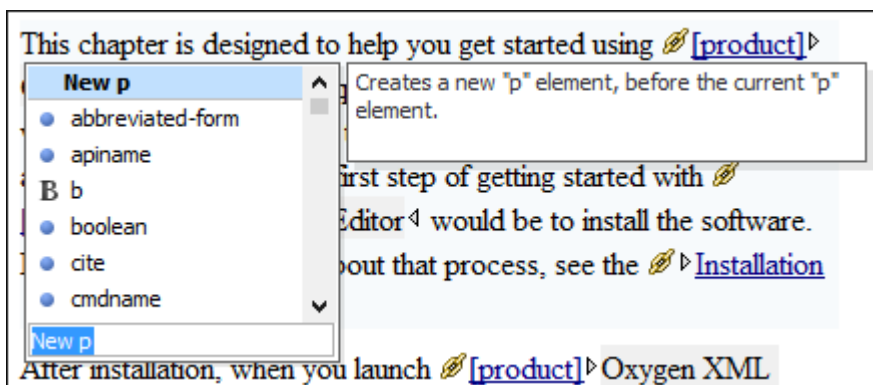 This chapter is designed to help you get started using [product]
New p
abbreviated-form
apiname
B b
boolean
cite
cmdname
New p
Creates a new "p" element, before the current "p"
element.
first step of getting started with
Editor would be to install the software.
out that process, see the Installation
After installation, when you launch [product] Oxygen XML